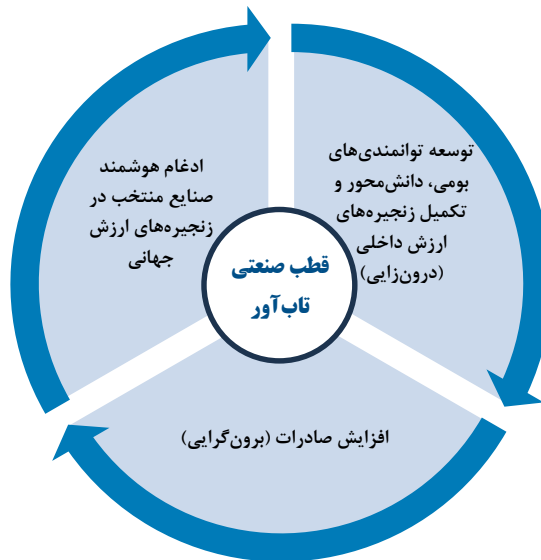 توسعه توانمندی‌های
بومی، دانش‌محور و
تکمیل زنجیره‌های
ارزش داخلی
(درون‌زایی)
ادغام هوشمند
صنایع منتخب در
زنجیره‌های ارزش
جهانی
قطب صنعتی
تاب‌آور
افزایش صادرات (برون‌گرایی)